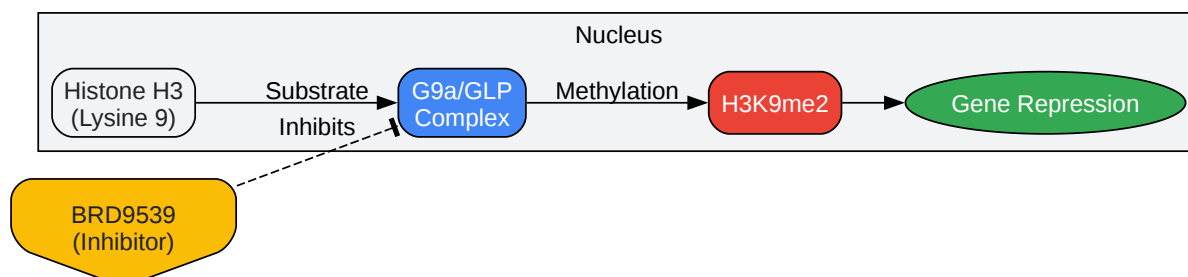 Nucleus
Histone H3
(Lysine 9)
Substrate
G9a/GLP
Complex
Methylation
H3K9me2
Gene Repression
Inhibits
BRD9539
(Inhibitor)